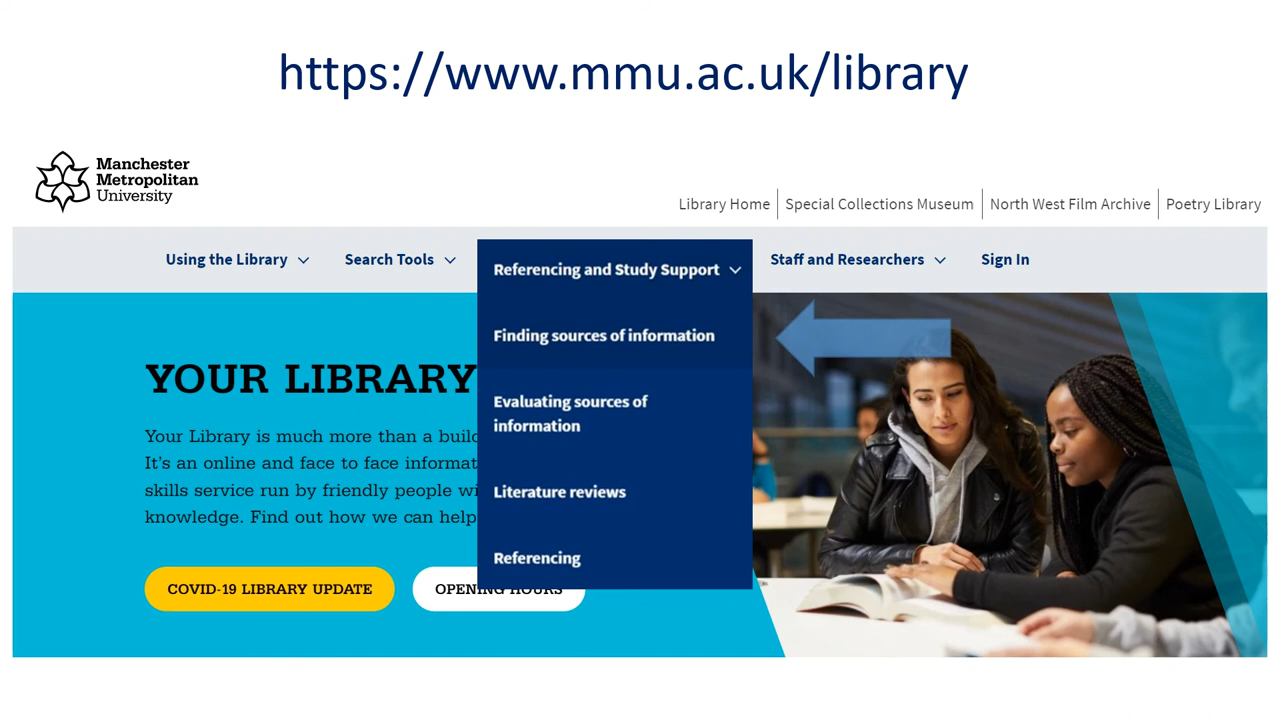 https://www.mmu.ac.uk/library
Manchester
Metropolitan
University
Library Home
Special Collections Museum
North West Film Archive
Poetry Library
Using the Library
Search Tools
Referencing and Study Support
Staff and Researchers
Sign In
Finding sources of information
Evaluating sources of
information
Literature reviews
Referencing
YOUR LIBRARY
Your Library is much more than a
It's an online and face to face
skills service run by friendly people
knowledge. Find out how we can help
COVID-19 LIBRARY UPDATE
OPENING HOURS